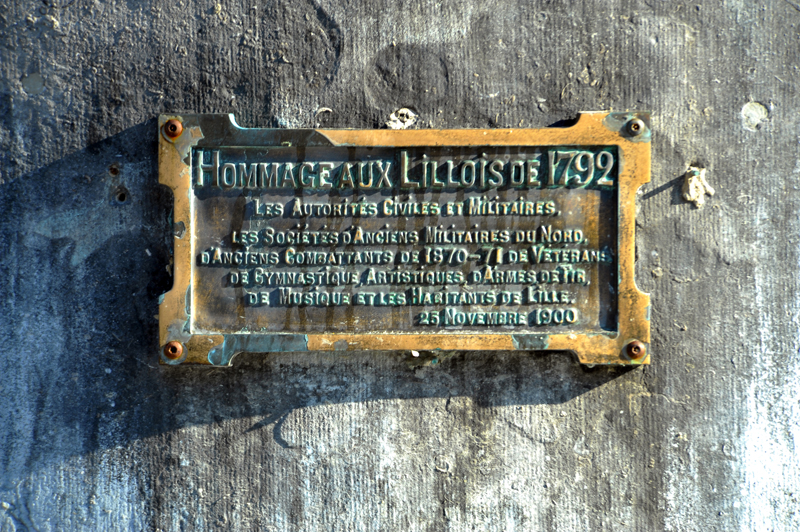 HOMMAGE AUX LILLOIS DE 1792
LES AUTORITÉS CIVILES ET MILITAIRES,
LES SOCIÉTÉS D'ANCIENS MILITAIRES DU NORD,
D'ANCIENS COMBATTANTS DE 1870-71 DE VÉTÉRANS
DE GYMNASTIQUE, ARTISTIQUES, D'ARMES DE TIR,
DE MUSIQUE ET LES HABITANTS DE LILLE.
25 NOVEMBRE 1900